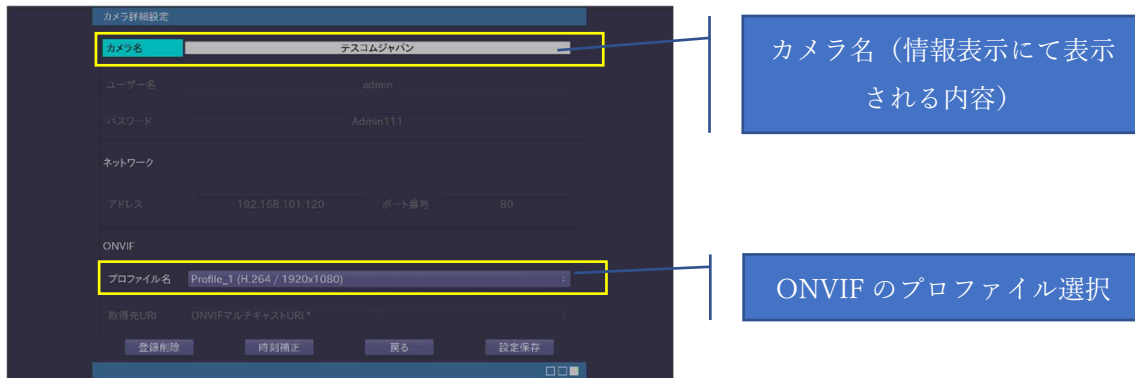 カメラ詳細設定
カメラ名 テスコムジャパン
カメラ名（情報表示にて表示
される内容）
ユーザー名 admin
パスワード Admin111
ネットワーク
アドレス 192.168.101.120 ポート番号 80
ONVIF
プロファイル名 Profile_1 (H.264 / 1920x1080)
ONVIF のプロファイル選択
取得先URI ONVIFマルチキャストURI *
登録削除 時刻補正 戻る 設定保存